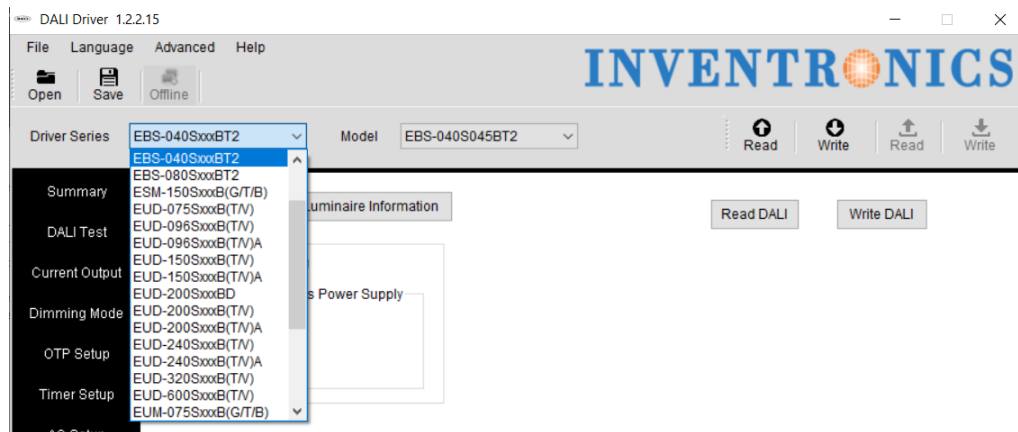 DALI Driver 1.2.2.15
File Language Advanced Help
INVENTRONICS
Open Save Offline
Driver Series EBS-040SxxxBT2 Model EBS-040S045BT2 Read Write Read Write
EBS-040SxxxBT2
EBS-080SxxxBT2
ESM-150SxxxB(G/T/B)
EUD-075SxxxB(T/V)
EUD-096SxxxB(T/V)
EUD-096SxxxB(T/V)A
EUD-150SxxxB(T/V)
EUD-150SxxxB(T/V)A
EUD-200SxxxBD
EUD-200SxxxB(T/V)
EUD-200SxxxB(T/V)A
EUD-240SxxxB(T/V)
EUD-240SxxxB(T/V)A
EUD-320SxxxB(T/V)
EUD-600SxxxB(T/V)
EUM-075SxxxB(G/T/B)
Summary
DALI Test
Current Output
Dimming Mode
OTP Setup
Timer Setup
Luminaire Information
Read DALI Write DALI
s Power Supply